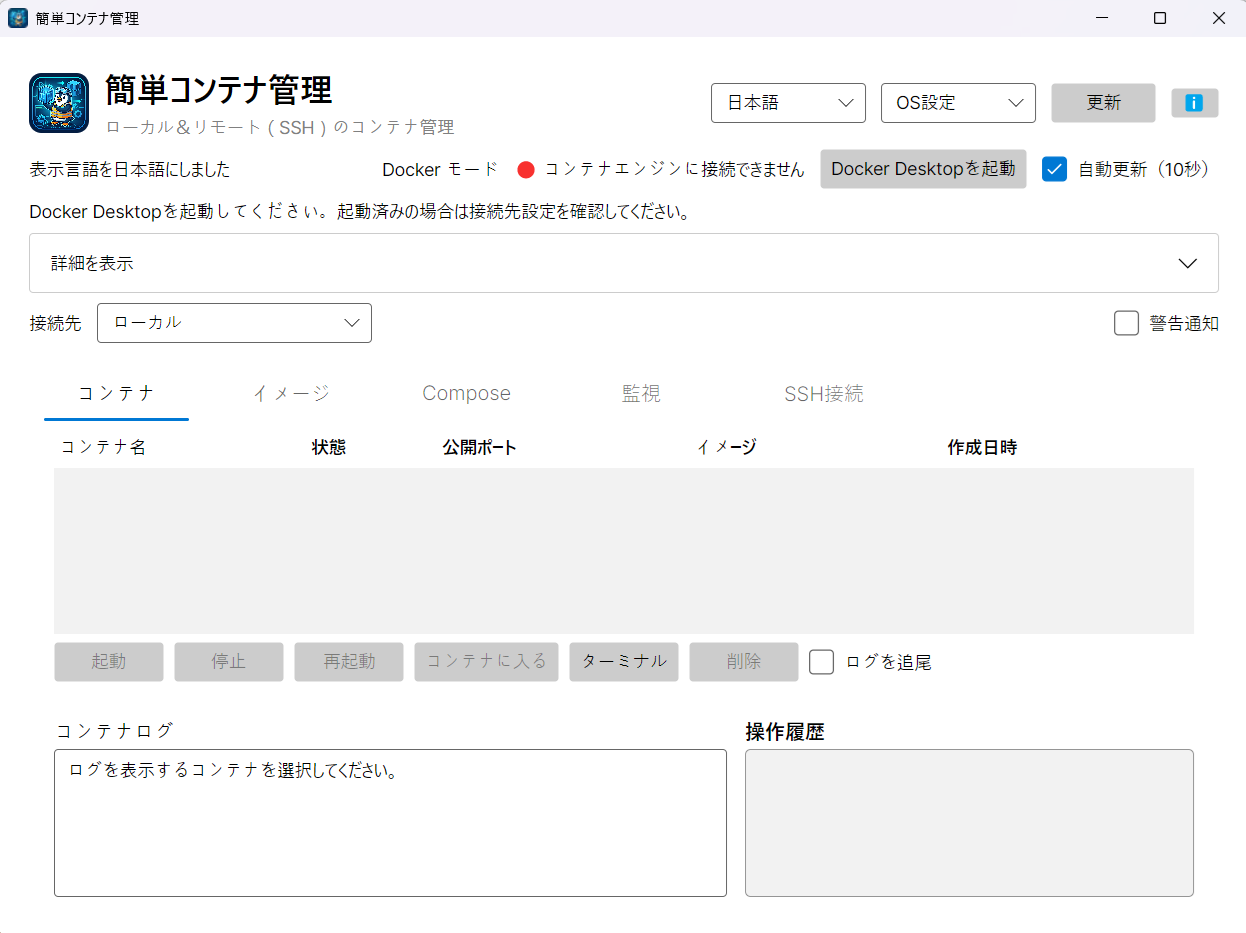 簡単コンテナ管理
簡単コンテナ管理
ローカル＆リモート ( SSH ) のコンテナ管理
日本語
OS設定
更新
i
表示言語を日本語にしました
Docker モード
コンテナエンジンに接続できません
Docker Desktopを起動
自動更新（10秒）
Docker Desktopを起動してください。起動済みの場合は接続先設定を確認してください。
詳細を表示
接続先
ローカル
警告通知
コンテナ
イメージ
Compose
監視
SSH接続
コンテナ名
状態
公開ポート
イメージ
作成日時
起動
停止
再起動
コンテナに入る
ターミナル
削除
ログを追尾
コンテナログ
操作履歴
ログを表示するコンテナを選択してください。